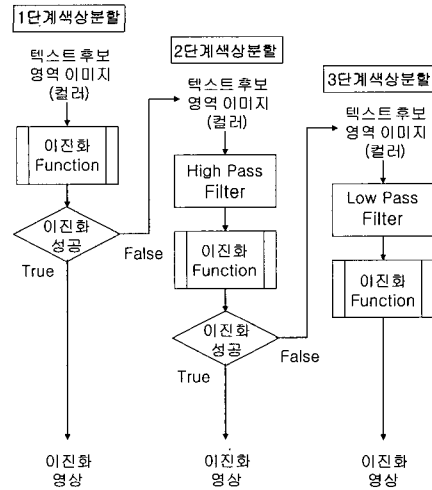 1단계색상분할
텍스트 후보
영역 이미지
(컬러)
이진화
Function
이진화
성공
True
False
이진화
영상
2단계색상분할
텍스트 후보
영역 이미지
(컬러)
High Pass
Filter
이진화
Function
이진화
성공
True
False
이진화
영상
3단계색상분할
텍스트 후보
영역 이미지
(컬러)
Low Pass
Filter
이진화
Function
이진화
영상